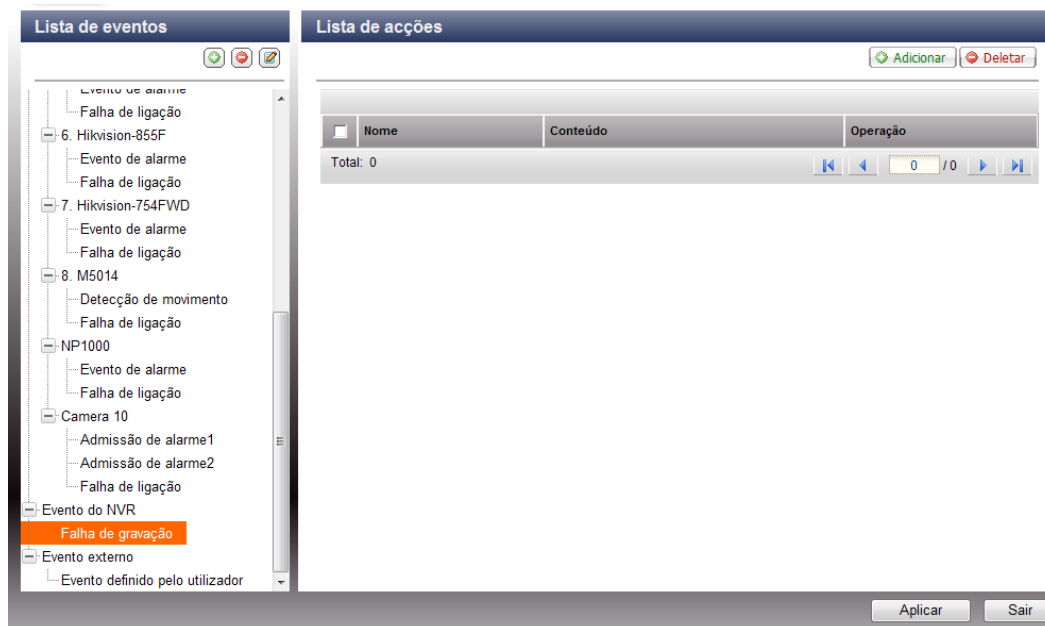 Lista de eventos
Lista de acções
Adicionar
Deletar
Evento de alarme
Falha de ligação
6. Hikvision-855F
Evento de alarme
Falha de ligação
7. Hikvision-754FWD
Evento de alarme
Falha de ligação
8. M5014
Detecção de movimento
Falha de ligação
NP1000
Evento de alarme
Falha de ligação
Camera 10
Admissão de alarme1
Admissão de alarme2
Falha de ligação
Evento do NVR
Falha de gravação
Evento externo
Evento definido pelo utilizador
Nome Conteúdo Operação
Total: 0 0 / 0
Aplicar Sair